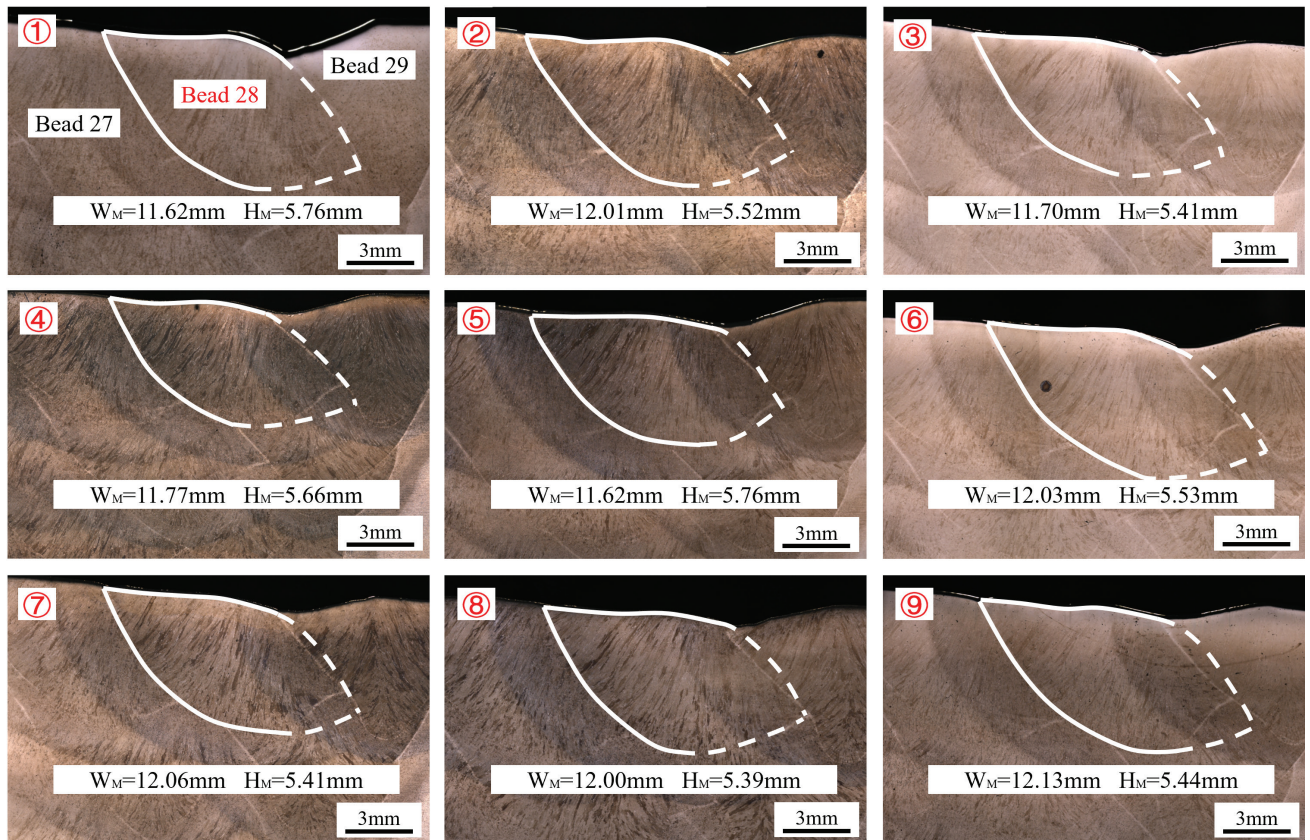 ①
Bead 29
Bead 28
Bead 27
WM=11.62mm HM=5.76mm
3mm
②
WM=12.01mm HM=5.52mm
3mm
③
WM=11.70mm HM=5.41mm
3mm
④
WM=11.77mm HM=5.66mm
3mm
⑤
WM=11.62mm HM=5.76mm
3mm
⑥
WM=12.03mm HM=5.53mm
3mm
⑦
WM=12.06mm HM=5.41mm
3mm
⑧
WM=12.00mm HM=5.39mm
3mm
⑨
WM=12.13mm HM=5.44mm
3mm